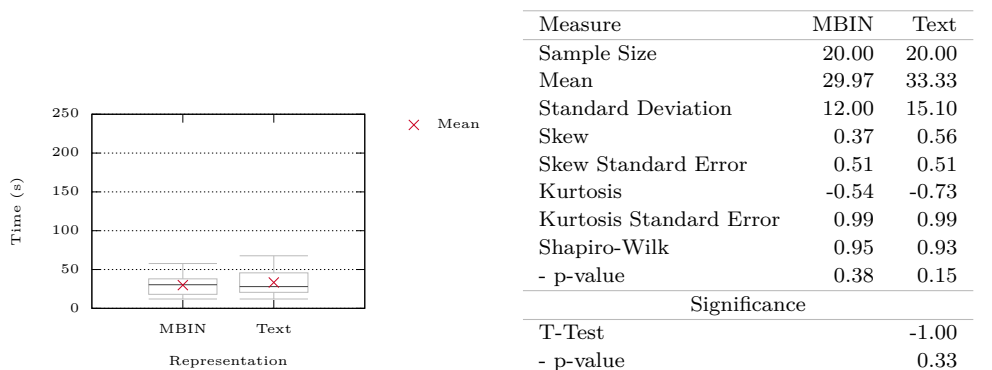 250
200
150
100
50
0
Time (s)
MBIN Text
Representation
Mean
Measure MBIN Text
Sample Size 20.00 20.00
Mean 29.97 33.33
Standard Deviation 12.00 15.10
Skew 0.37 0.56
Skew Standard Error 0.51 0.51
Kurtosis -0.54 -0.73
Kurtosis Standard Error 0.99 0.99
Shapiro-Wilk 0.95 0.93
- p-value 0.38 0.15
Significance
T-Test -1.00
- p-value 0.33